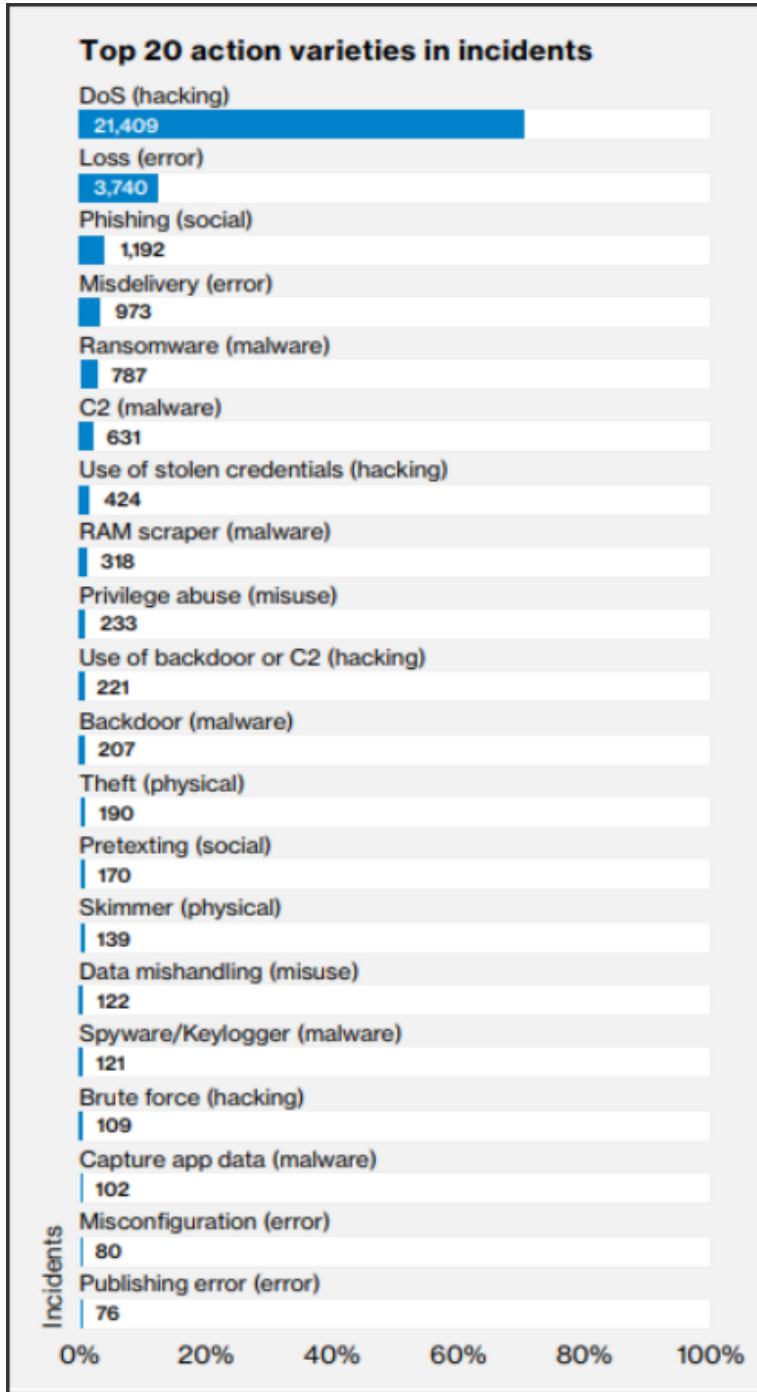 Top 20 action varieties in incidents
DoS (hacking)
21,409
Loss (error)
3,740
Phishing (social)
1,192
Misdelivery (error)
973
Ransomware (malware)
787
C2 (malware)
631
Use of stolen credentials (hacking)
424
RAM scraper (malware)
318
Privilege abuse (misuse)
233
Use of backdoor or C2 (hacking)
221
Backdoor (malware)
207
Theft (physical)
190
Pretexting (social)
170
Skimmer (physical)
139
Data mishandling (misuse)
122
Spyware/Keylogger (malware)
121
Brute force (hacking)
109
Capture app data (malware)
102
Misconfiguration (error)
80
Publishing error (error)
76
Incidents
0% 20% 40% 60% 80% 100%